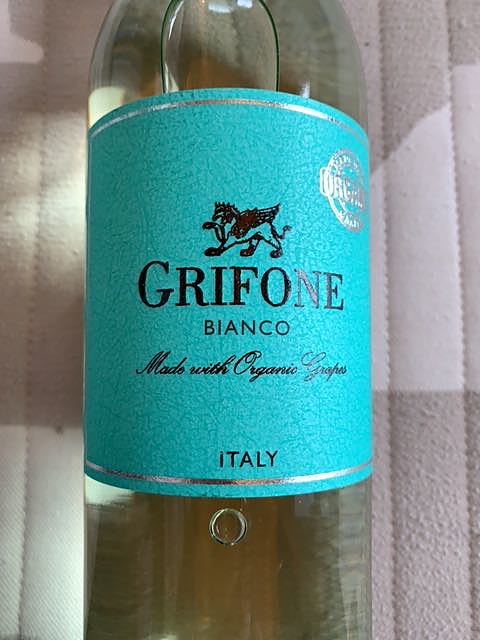 GRIFONE
BIANCO
Made with Organic Grapes
iTALY